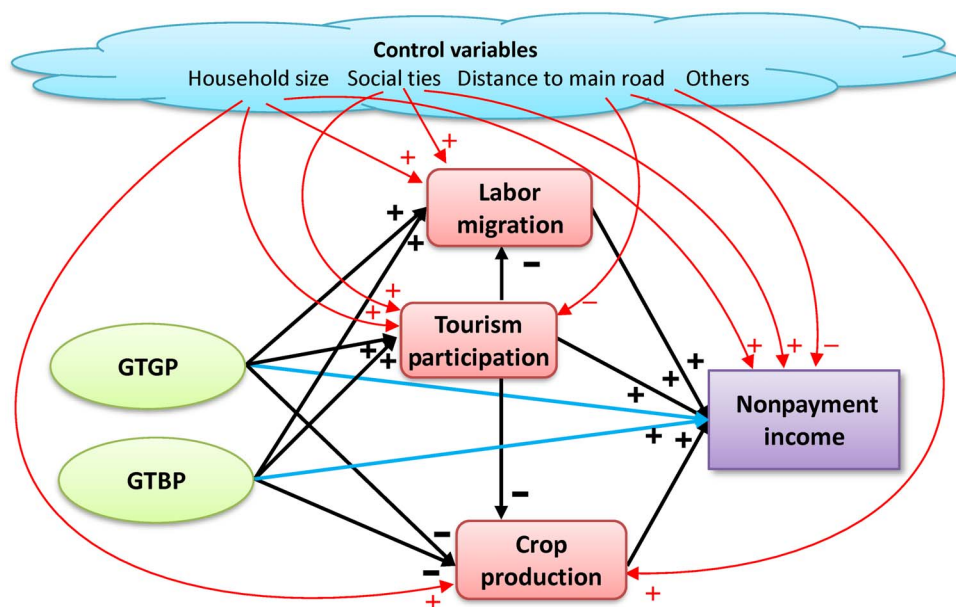 Control variables
Household size Social ties Distance to main road Others
+
+
Labor
migration
+
+
−
+
+
−
Tourism
participation
+
+
GTGP
+
+
+
+
+
−
+
+
+
+
Nonpayment
income
GTBP
−
−
−
Crop
production
+
+